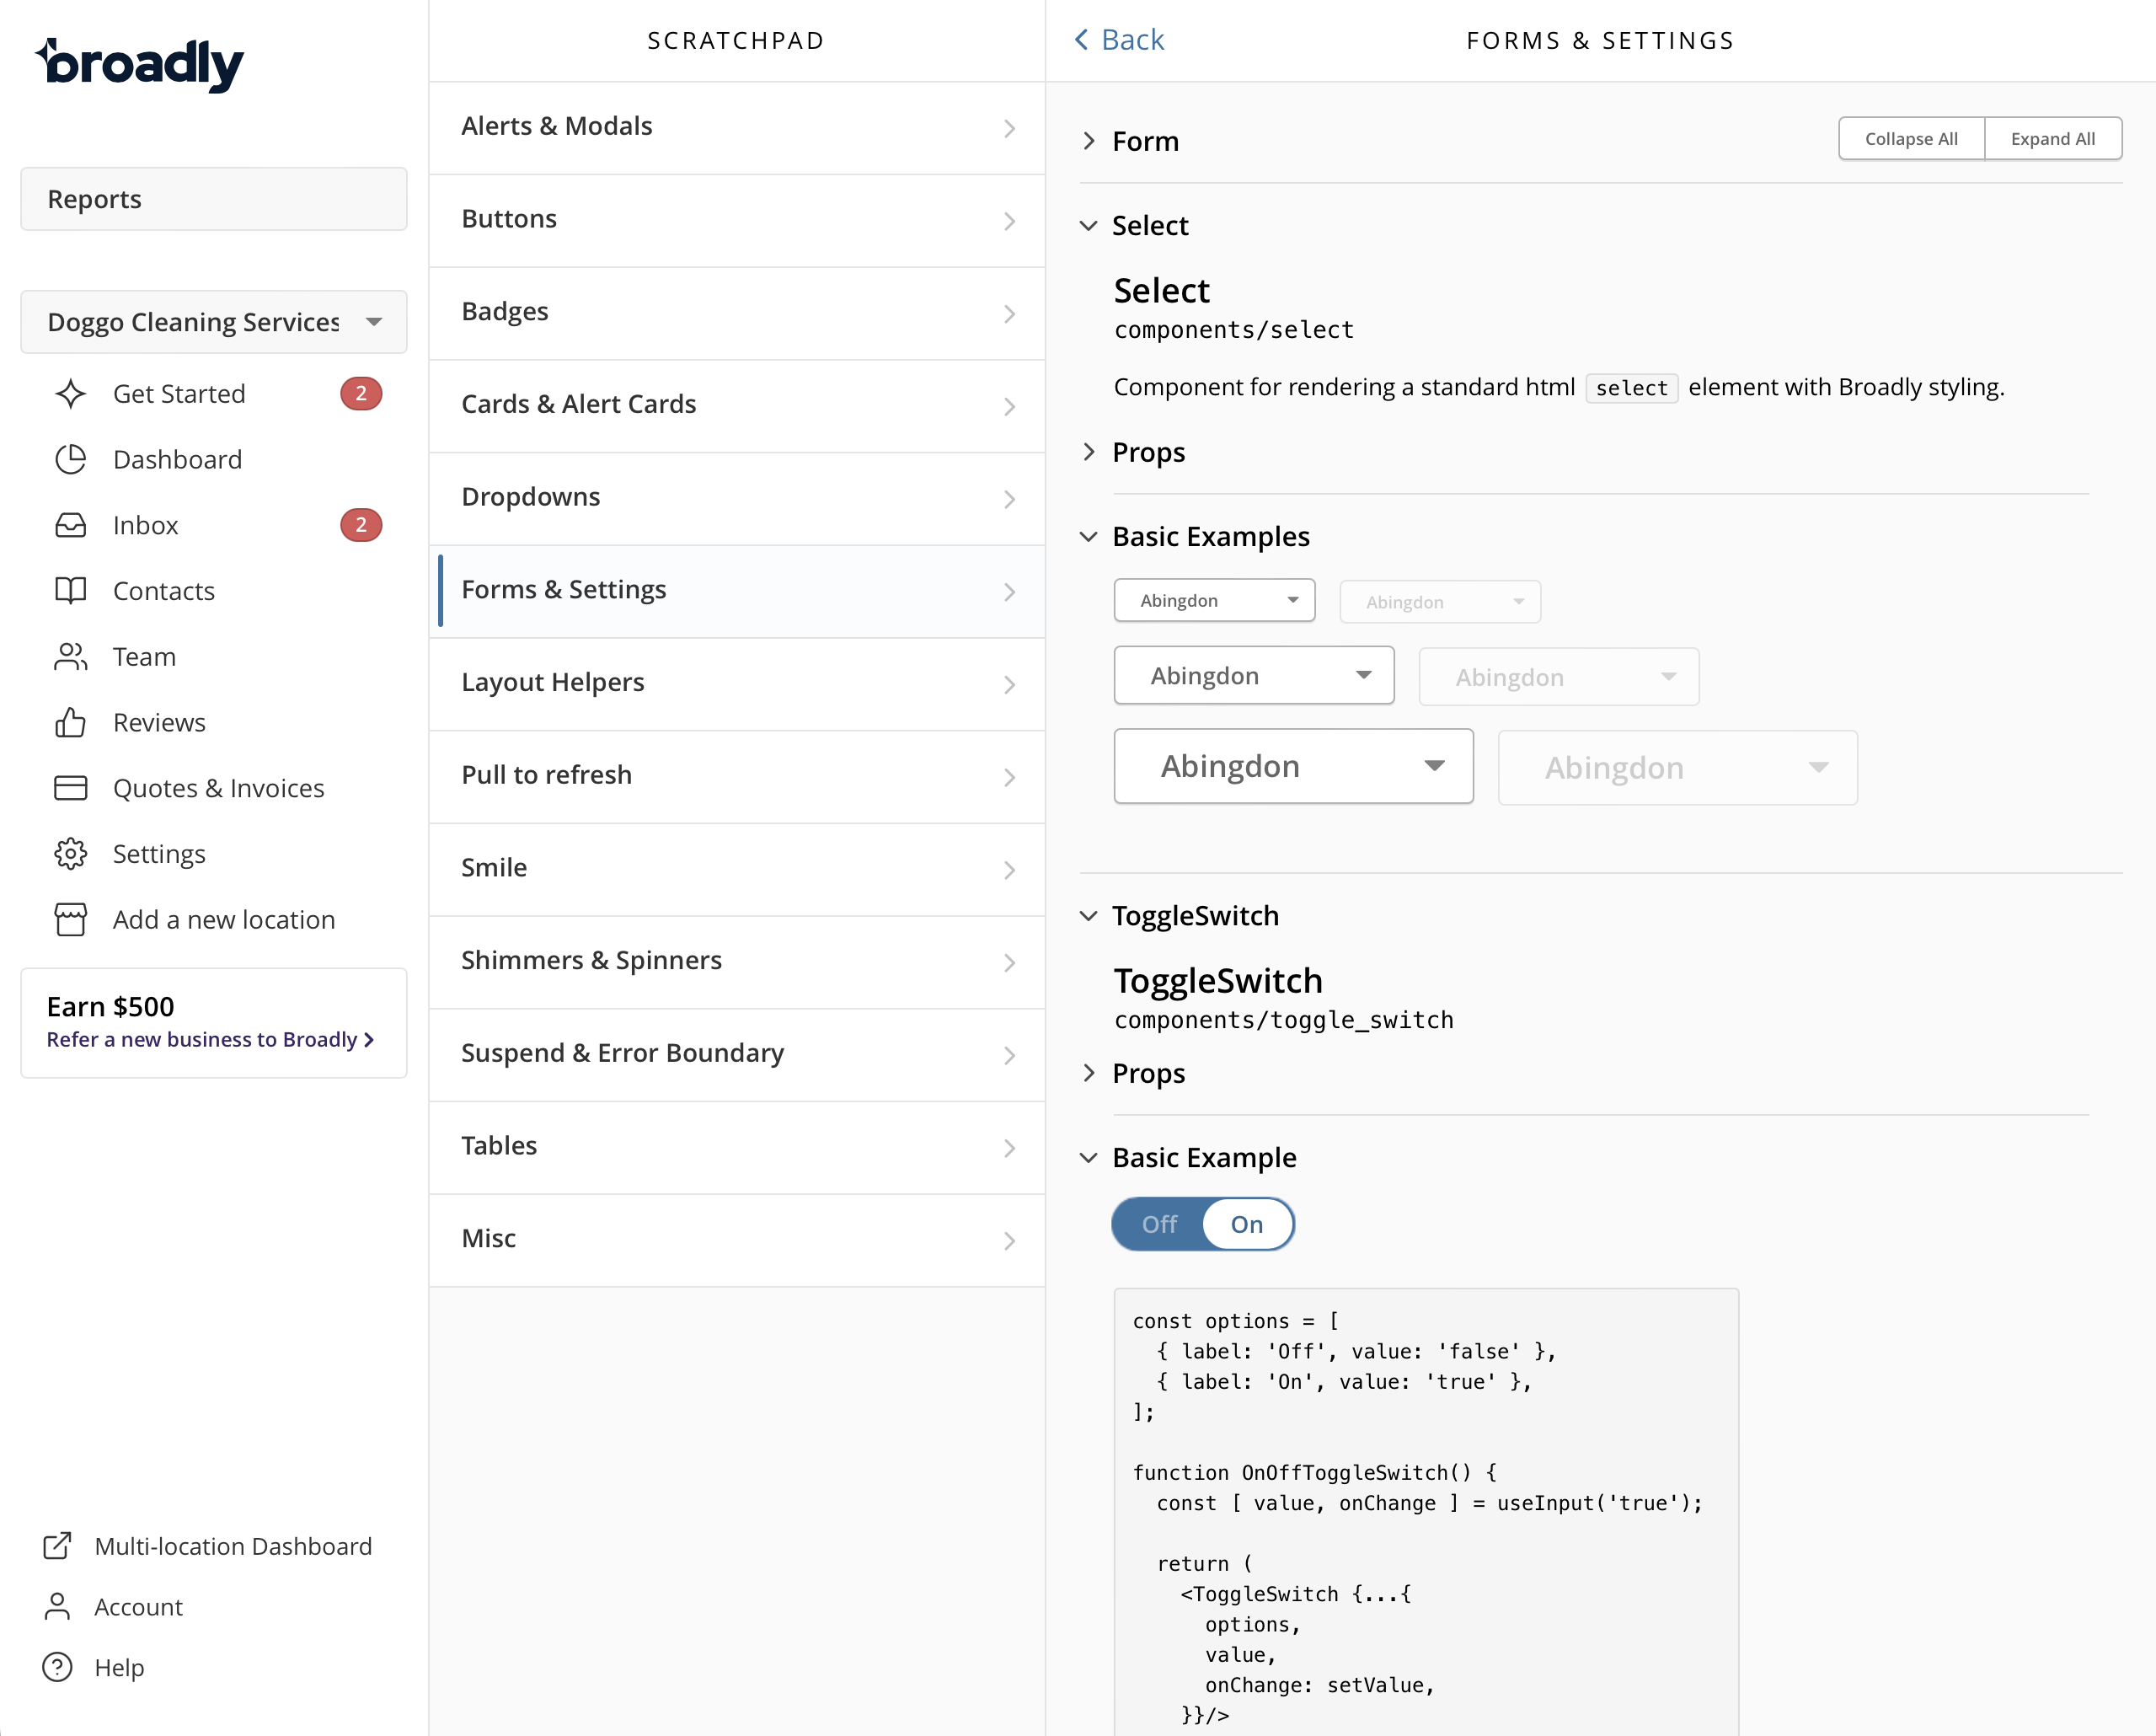 broadly
Reports
Doggo Cleaning Services
Get Started 2
Dashboard
Inbox 2
Contacts
Team
Reviews
Quotes & Invoices
Settings
Add a new location
Earn $500
Refer a new business to Broadly
Multi-location Dashboard
Account
Help
SCRATCHPAD
Alerts & Modals
Buttons
Badges
Cards & Alert Cards
Dropdowns
Forms & Settings
Layout Helpers
Pull to refresh
Smile
Shimmers & Spinners
Suspend & Error Boundary
Tables
Misc
Back
FORMS & SETTINGS
Form
Collapse All Expand All
Select
Select
components/select
Component for rendering a standard html select element with Broadly styling.
Props
Basic Examples
Abingdon Abingdon
Abingdon Abingdon
Abingdon Abingdon
ToggleSwitch
ToggleSwitch
components/toggle_switch
Props
Basic Example
Off On
const options = [
  { label: 'Off', value: 'false' },
  { label: 'On', value: 'true' },
];
function OnOffToggleSwitch() {
  const [ value, onChange ] = useInput('true');
  return (
    <ToggleSwitch {...{
      options,
      value,
      onChange: setValue,
    }}/>